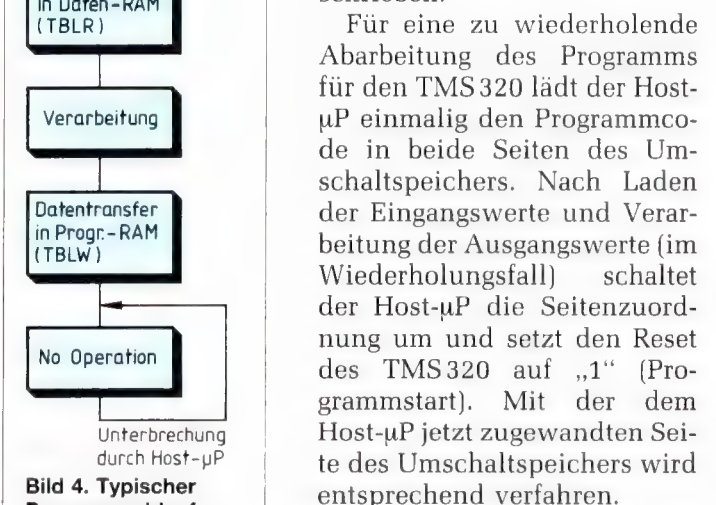 in Daten-RAM
(TBLR)
Verarbeitung
Datentransfer
in Progr.-RAM
(TBLW)
No Operation
Unterbrechung
durch Host-µP
Bild 4. Typischer
Für eine zu wiederholende
Abarbeitung des Programms
für den TMS 320 lädt der Host-
µP einmalig den Programmco-
de in beide Seiten des Um-
schaltspeichers. Nach Laden
der Eingangswerte und Verar-
beitung der Ausgangswerte (im
Wiederholungsfall) schaltet
der Host-µP die Seitenzuord-
nung um und setzt den Reset
des TMS 320 auf „1“ (Pro-
grammstart). Mit der dem
Host-µP jetzt zugewandten Sei-
te des Umschaltspeichers wird
entsprechend verfahren.